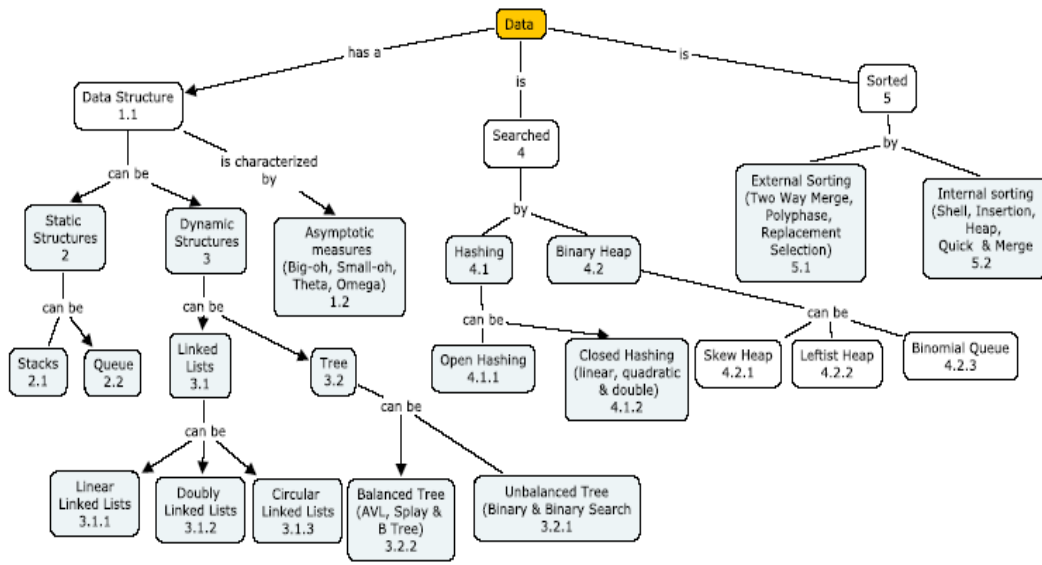 Data
has a
is
is
Data Structure
1.1
Searched
4
Sorted
5
can be
is characterized
by
by
by
Static
Structures
2
Dynamic
Structures
3
Asymptotic
measures
(Big-oh, Small-oh,
Theta, Omega)
1.2
Hashing
4.1
Binary Heap
4.2
External Sorting
(Two Way Merge,
Polyphase,
Replacement
Selection)
5.1
Internal sorting
(Shell, Insertion,
Heap,
Quick & Merge
5.2
can be
can be
can be
can be
Stacks
2.1
Queue
2.2
Linked
Lists
3.1
Tree
3.2
Open Hashing
4.1.1
Closed Hashing
(linear, quadratic
& double)
4.1.2
Skew Heap
4.2.1
Leftist Heap
4.2.2
Binomial Queue
4.2.3
can be
can be
Linear
Linked Lists
3.1.1
Doubly
Linked Lists
3.1.2
Circular
Linked Lists
3.1.3
Balanced Tree
(AVL, Splay &
B Tree)
3.2.2
Unbalanced Tree
(Binary & Binary Search
3.2.1